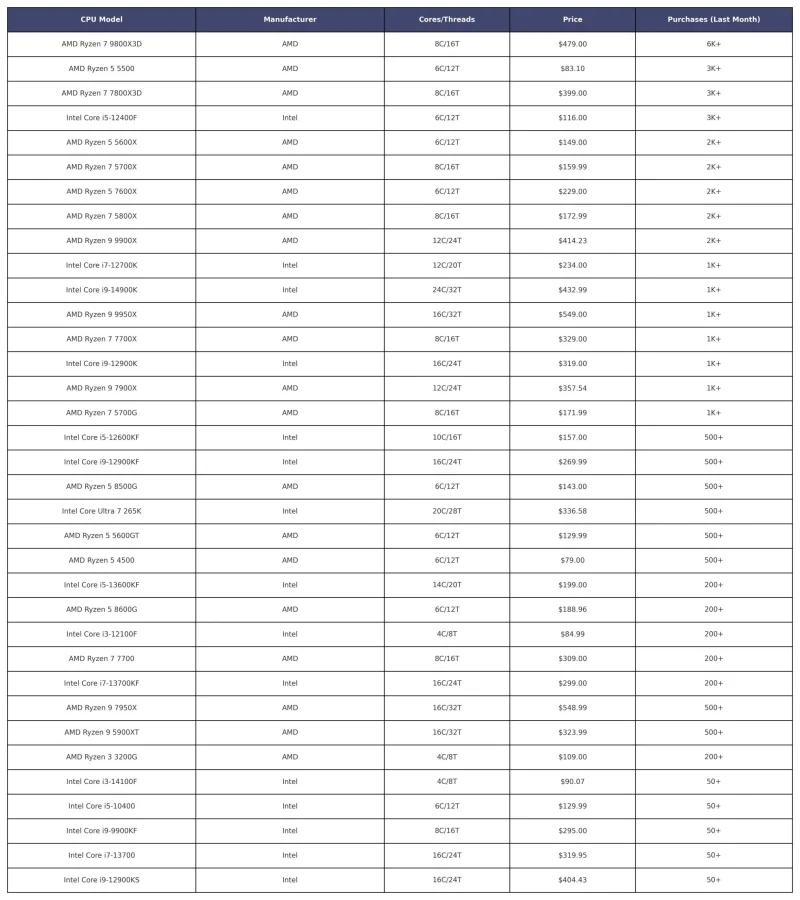 CPU Model Manufacturer Cores/Threads Price Purchases (Last Month)
AMD Ryzen 7 9800X3D AMD 8C/16T $479.00 6K+
AMD Ryzen 5 5500 AMD 6C/12T $83.10 3K+
AMD Ryzen 7 7800X3D AMD 8C/16T $399.00 3K+
Intel Core i5-12400F Intel 6C/12T $116.00 3K+
AMD Ryzen 5 5600X AMD 6C/12T $149.00 2K+
AMD Ryzen 7 5700X AMD 8C/16T $159.99 2K+
AMD Ryzen 5 7600X AMD 6C/12T $229.00 2K+
AMD Ryzen 7 5800X AMD 8C/16T $172.99 2K+
AMD Ryzen 9 9900X AMD 12C/24T $414.23 2K+
Intel Core i7-12700K Intel 12C/20T $234.00 1K+
Intel Core i9-14900K Intel 24C/32T $432.99 1K+
AMD Ryzen 9 9950X AMD 16C/32T $549.00 1K+
AMD Ryzen 7 7700X AMD 8C/16T $329.00 1K+
Intel Core i9-12900K Intel 16C/24T $319.00 1K+
AMD Ryzen 9 7900X AMD 12C/24T $357.54 1K+
AMD Ryzen 7 5700G AMD 8C/16T $171.99 1K+
Intel Core i5-12600KF Intel 10C/16T $157.00 500+
Intel Core i9-12900KF Intel 16C/24T $269.99 500+
AMD Ryzen 5 8500G AMD 6C/12T $143.00 500+
Intel Core Ultra 7 265K Intel 20C/28T $336.58 500+
AMD Ryzen 5 5600GT AMD 6C/12T $129.99 500+
AMD Ryzen 5 4500 AMD 6C/12T $79.00 500+
Intel Core i5-13600KF Intel 14C/20T $199.00 200+
AMD Ryzen 5 8600G AMD 6C/12T $188.96 200+
Intel Core i3-12100F Intel 4C/8T $84.99 200+
AMD Ryzen 7 7700 AMD 8C/16T $309.00 200+
Intel Core i7-13700KF Intel 16C/24T $299.00 200+
AMD Ryzen 9 7950X AMD 16C/32T $548.99 500+
AMD Ryzen 9 5900XT AMD 16C/32T $323.99 500+
AMD Ryzen 3 3200G AMD 4C/8T $109.00 200+
Intel Core i3-14100F Intel 4C/8T $90.07 50+
Intel Core i5-10400 Intel 6C/12T $129.99 50+
Intel Core i9-9900KF Intel 8C/16T $295.00 50+
Intel Core i7-13700 Intel 16C/24T $319.95 50+
Intel Core i9-12900KS Intel 16C/24T $404.43 50+